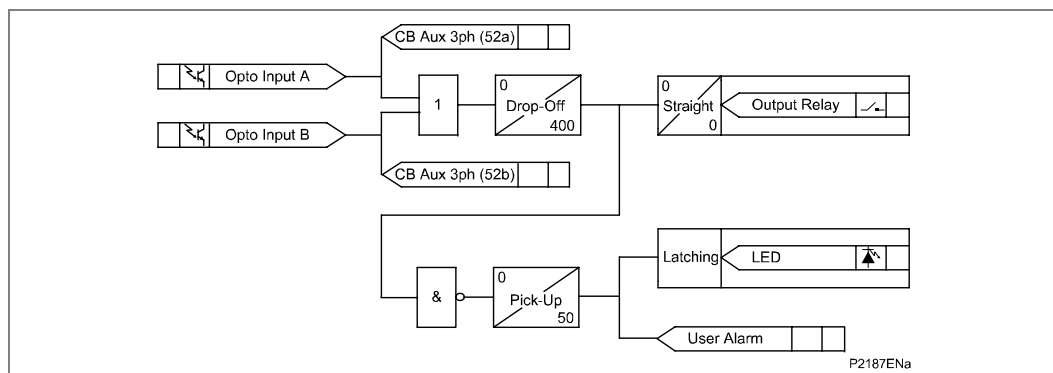 CB Aux 3ph (52a)
Opto Input A
1
0
Drop-Off
400
0
Straight
0
Output Relay
Opto Input B
CB Aux 3ph (52b)
Latching
LED
&
0
Pick-Up
50
User Alarm
P2187ENa